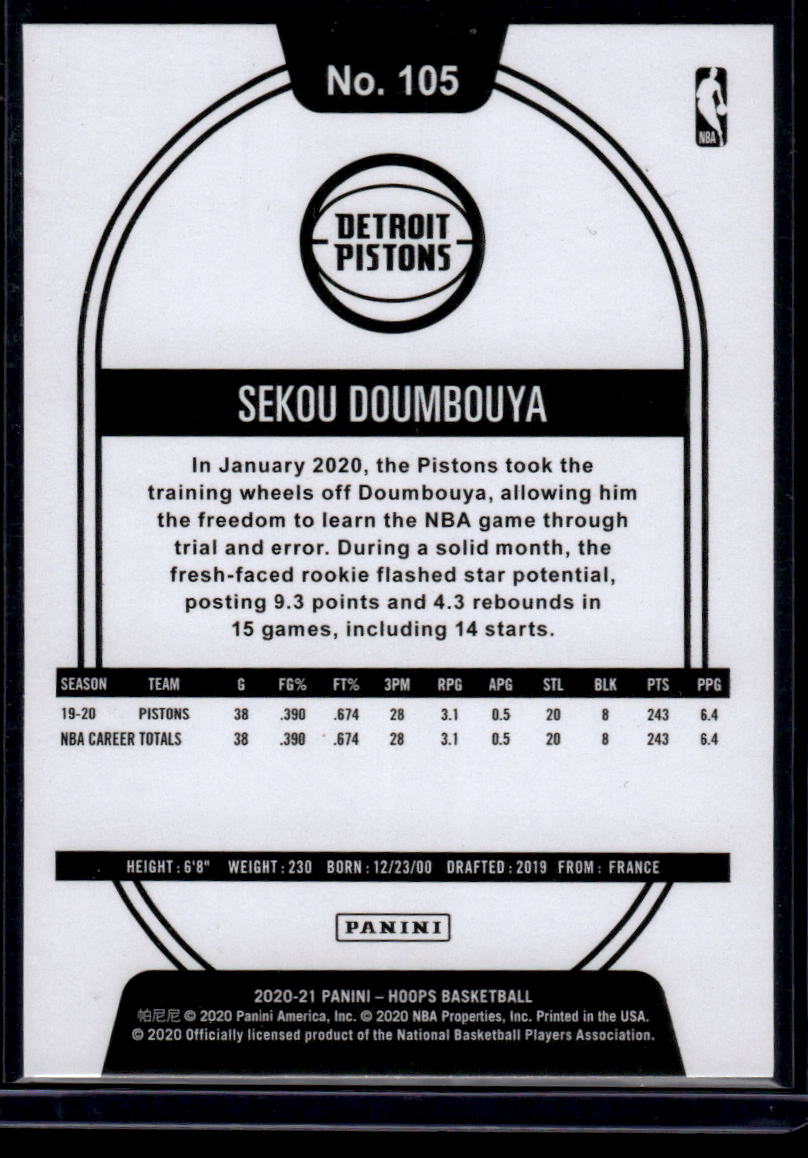 No. 105
NBA
DETROIT
PISTONS
SEKOU DOUMBOUYA
In January 2020, the Pistons took the
training wheels off Doumbouya, allowing him
the freedom to learn the NBA game through
trial and error. During a solid month, the
fresh-faced rookie flashed star potential,
posting 9.3 points and 4.3 rebounds in
15 games, including 14 starts.
SEASON TEAM G FG% FT% 3PM RPG APG STL BLK PTS PPG
19-20 PISTONS 38 .390 .674 28 3.1 0.5 20 8 243 6.4
NBA CAREER TOTALS 38 .390 .674 28 3.1 0.5 20 8 243 6.4
HEIGHT : 6'8" WEIGHT : 230 BORN : 12/23/00 DRAFTED : 2019 FROM : FRANCE
PANINI
2020-21 PANINI – HOOPS BASKETBALL
帕尼尼 © 2020 Panini America, Inc. © 2020 NBA Properties, Inc. Printed in the USA.
© 2020 Officially licensed product of the National Basketball Players Association.